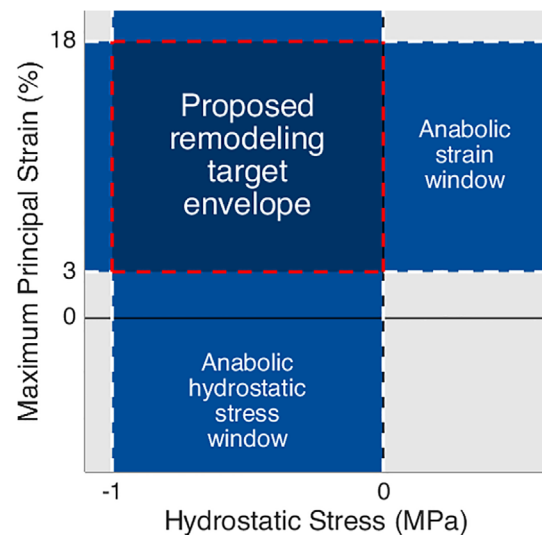 18
Proposed
remodeling
target
envelope
Anabolic
strain
window
3
0
Anabolic
hydrostatic
stress
window
-1
0
Hydrostatic Stress (MPa)
Maximum Principal Strain (%)